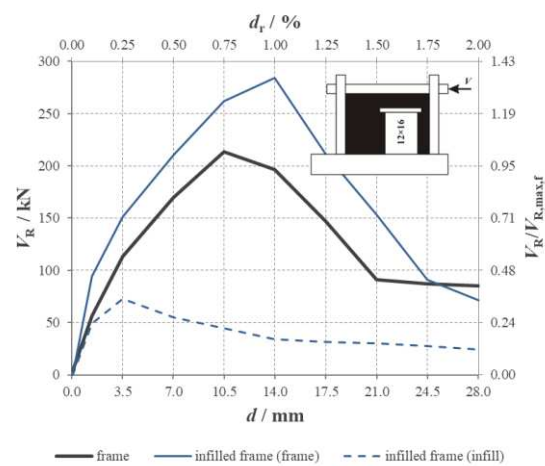 d_r / %
0.00 0.25 0.50 0.75 1.00 1.25 1.50 1.75 2.00
300 1.43
250 1.19
200 0.95
150 0.71
100 0.48
50 0.24
0 0.00
V
12×16
V_R / kN
V_R/V_R,max,f
0.0 3.5 7.0 10.5 14.0 17.5 21.0 24.5 28.0
d / mm
frame infilled frame (frame) infilled frame (infill)